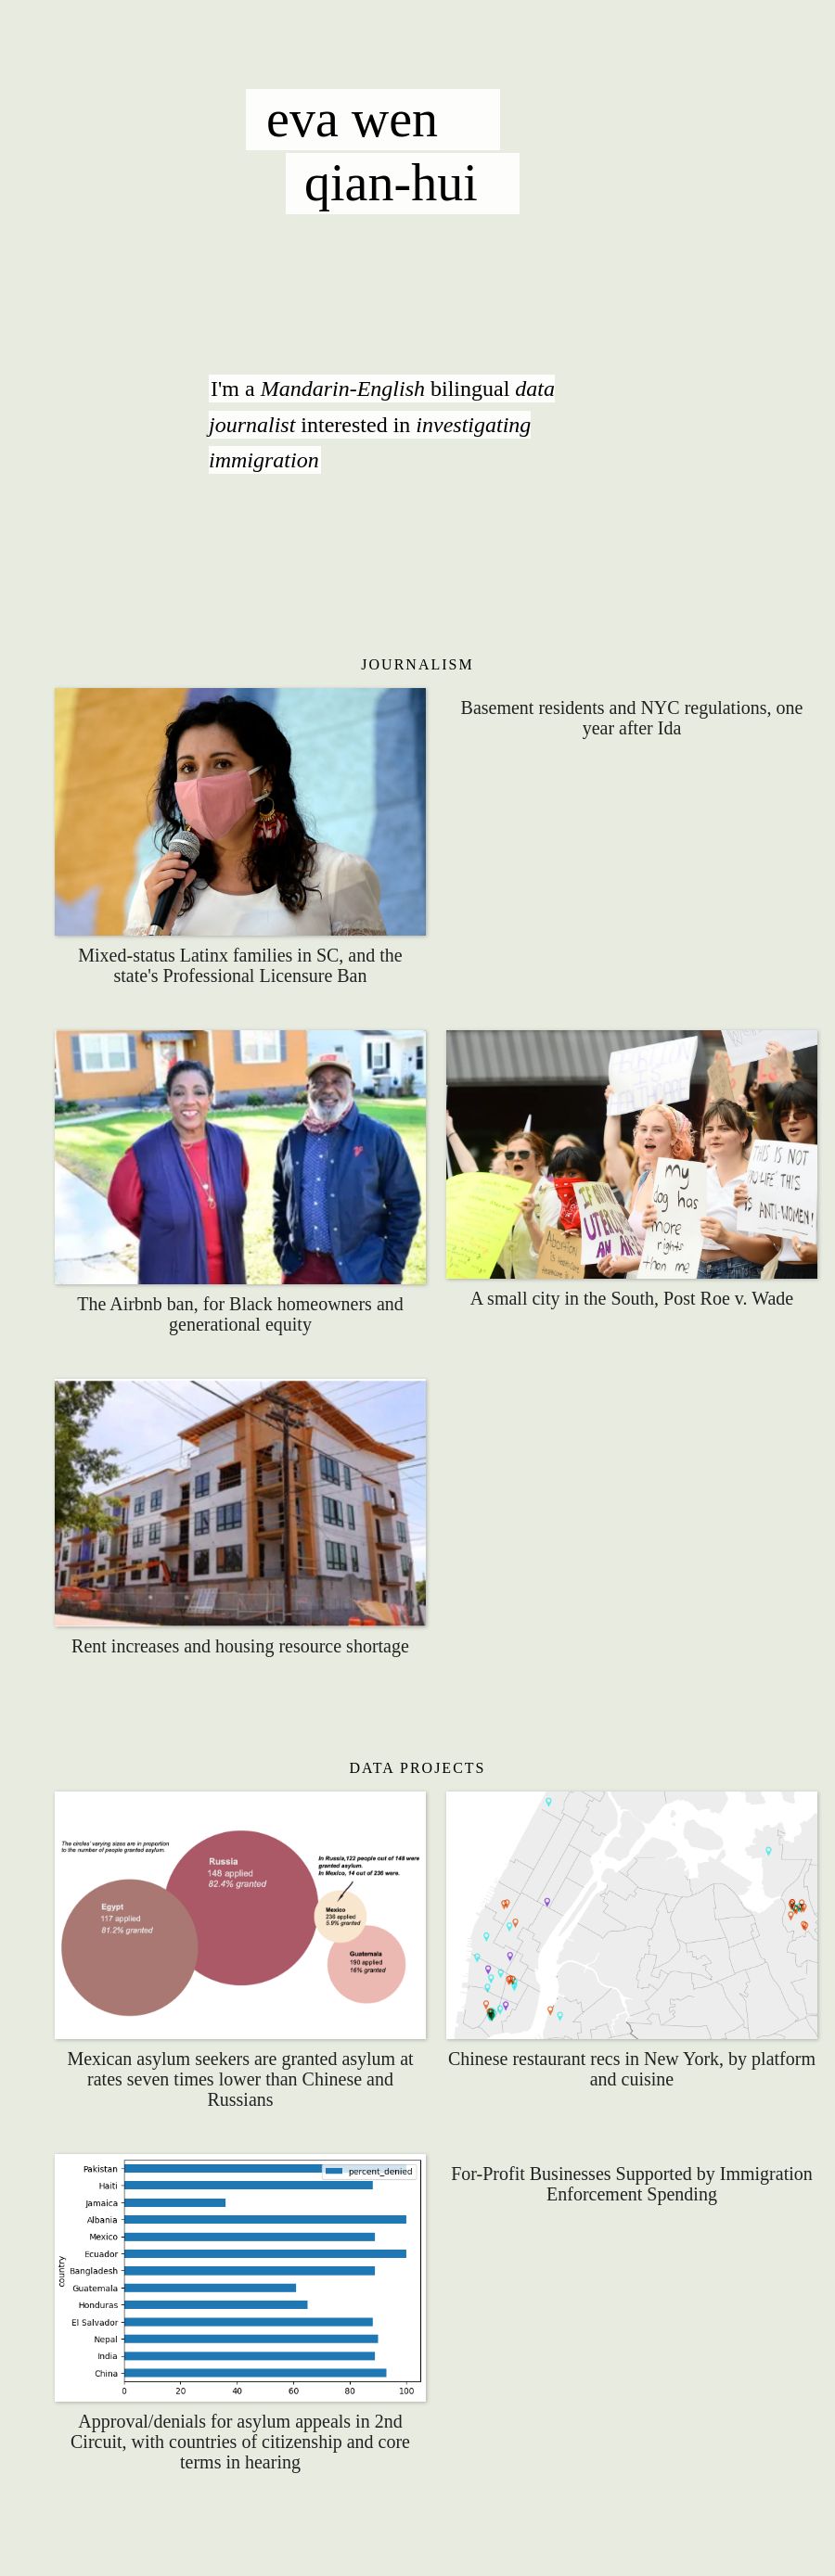 eva wen
qian-hui
I'm a Mandarin-English bilingual data
journalist interested in investigating
immigration
JOURNALISM
Basement residents and NYC regulations, one
year after Ida
Mixed-status Latinx families in SC, and the
state's Professional Licensure Ban
my
dog has
more
rights
than me
THIS IS NOT
PRO-LIFE THIS
IS ANTI-WOMEN!
The Airbnb ban, for Black homeowners and
generational equity
A small city in the South, Post Roe v. Wade
Rent increases and housing resource shortage
DATA PROJECTS
The circles' varying sizes are in proportion
to the number of people granted asylum.
Russia
148 applied
82.4% granted
In Russia,122 people out of 148 were
granted asylum.
In Mexico, 14 out of 236 were.
Egypt
117 applied
81.2% granted
Mexico
236 applied
5.9% granted
Guatemala
190 applied
16% granted
Mexican asylum seekers are granted asylum at
rates seven times lower than Chinese and
Russians
Chinese restaurant recs in New York, by platform
and cuisine
percent_denied
country
Pakistan
Haiti
Jamaica
Albania
Mexico
Ecuador
Bangladesh
Guatemala
Honduras
El Salvador
Nepal
India
China
0 20 40 60 80 100
For-Profit Businesses Supported by Immigration
Enforcement Spending
Approval/denials for asylum appeals in 2nd
Circuit, with countries of citizenship and core
terms in hearing